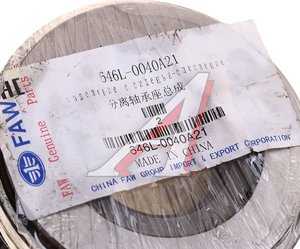 FAW
FAW Genuine Parts
546L-0040A21
分离轴承座总成
2
546L-0040A21
MADE IN CHINA
CHINA FAW GROUP IMPORT & EXPORT CORPORATION